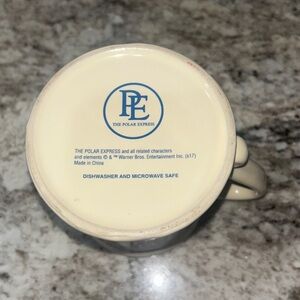 PE
THE POLAR EXPRESS
THE POLAR EXPRESS and all related characters
and elements © & ™ Warner Bros. Entertainment Inc. (s17)
Made in China
DISHWASHER AND MICROWAVE SAFE